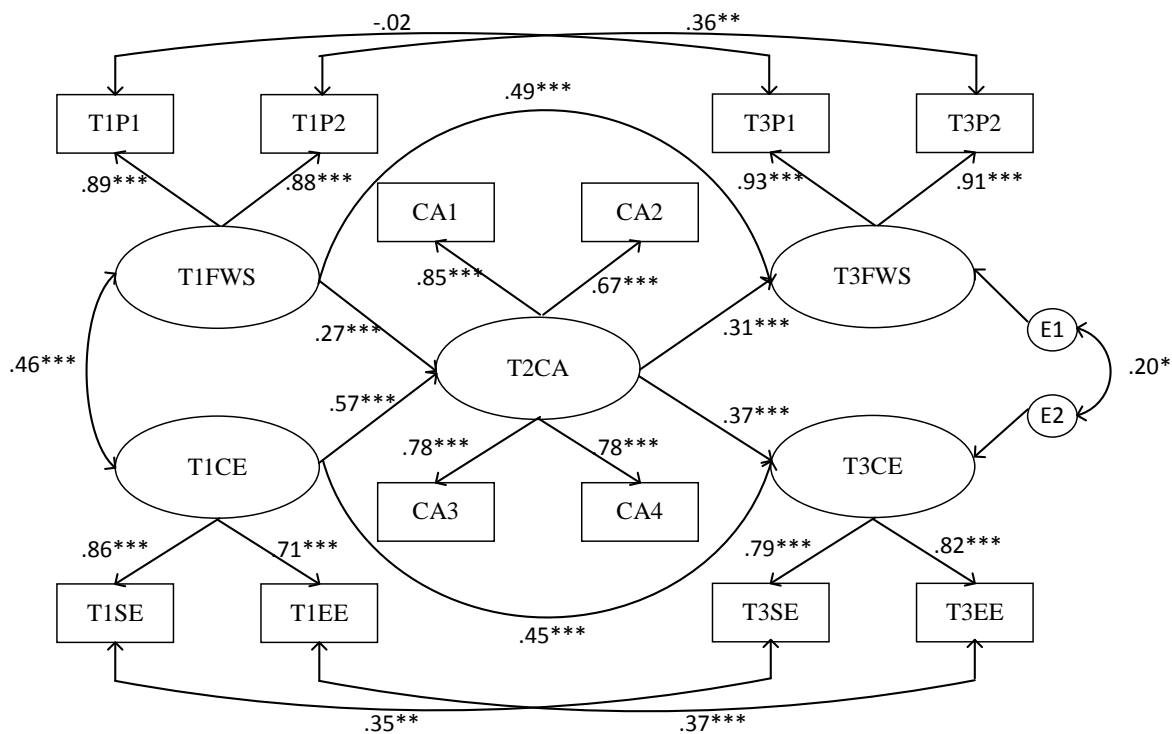 -.02
.36**
T1P1
T1P2
.49***
T3P1
T3P2
.89***
.88***
.93***
.91***
CA1
CA2
T1FWS
.85***
.67***
T3FWS
.27***
.31***
E1
.46***
T2CA
.20*
.57***
.37***
E2
T1CE
.78***
.78***
T3CE
CA3
CA4
.86***
.71***
.79***
.82***
T1SE
T1EE
.45***
T3SE
T3EE
.35**
.37***